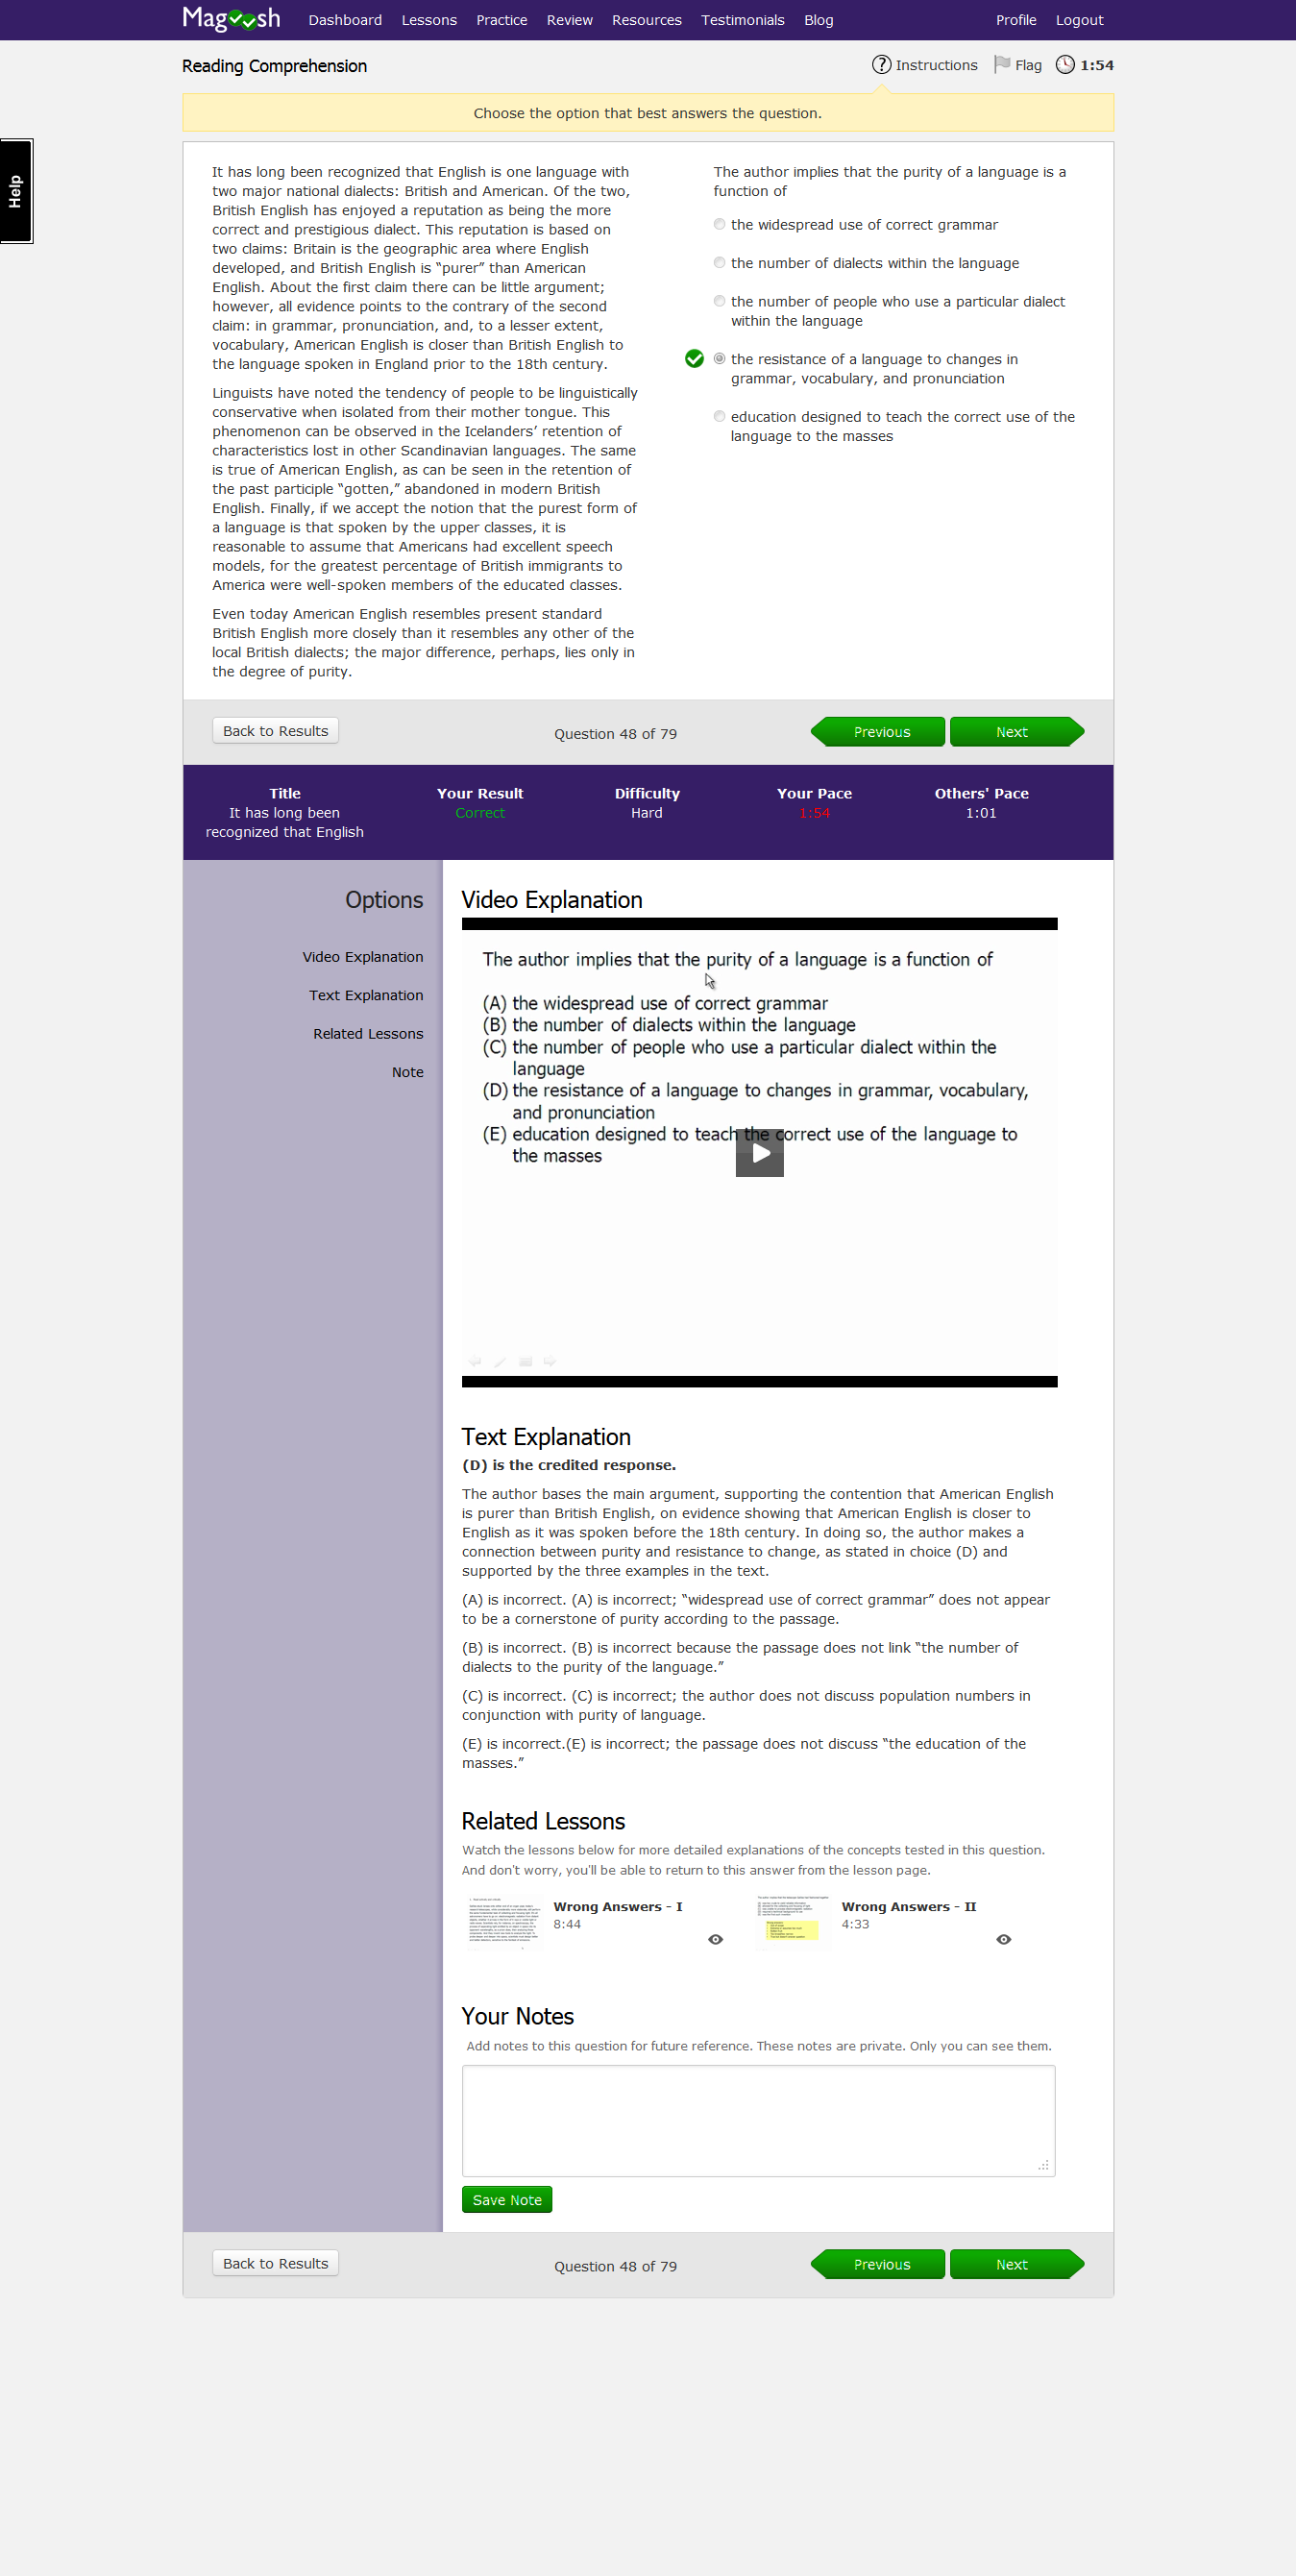 Magoosh Dashboard Lessons Practice Review Resources Testimonials Blog Profile Logout
Reading Comprehension
? Instructions Flag 1:54
Choose the option that best answers the question.
Help
It has long been recognized that English is one language with
two major national dialects: British and American. Of the two,
British English has enjoyed a reputation as being the more
correct and prestigious dialect. This reputation is based on
two claims: Britain is the geographic area where English
developed, and British English is “purer” than American
English. About the first claim there can be little argument;
however, all evidence points to the contrary of the second
claim: in grammar, pronunciation, and, to a lesser extent,
vocabulary, American English is closer than British English to
the language spoken in England prior to the 18th century.
Linguists have noted the tendency of people to be linguistically
conservative when isolated from their mother tongue. This
phenomenon can be observed in the Icelanders’ retention of
characteristics lost in other Scandinavian languages. The same
is true of American English, as can be seen in the retention of
the past participle “gotten,” abandoned in modern British
English. Finally, if we accept the notion that the purest form of
a language is that spoken by the upper classes, it is
reasonable to assume that Americans had excellent speech
models, for the greatest percentage of British immigrants to
America were well-spoken members of the educated classes.
Even today American English resembles present standard
British English more closely than it resembles any other of the
local British dialects; the major difference, perhaps, lies only in
the degree of purity.
The author implies that the purity of a language is a
function of
the widespread use of correct grammar
the number of dialects within the language
the number of people who use a particular dialect
within the language
the resistance of a language to changes in
grammar, vocabulary, and pronunciation
education designed to teach the correct use of the
language to the masses
Back to Results Question 48 of 79 Previous Next
Title Your Result Difficulty Your Pace Others' Pace
It has long been Correct Hard 1:54 1:01
recognized that English
Options
Video Explanation
Text Explanation
Related Lessons
Note
Video Explanation
The author implies that the purity of a language is a function of
(A) the widespread use of correct grammar
(B) the number of dialects within the language
(C) the number of people who use a particular dialect within the
language
(D) the resistance of a language to changes in grammar, vocabulary,
and pronunciation
(E) education designed to teach the correct use of the language to
the masses
Text Explanation
(D) is the credited response.
The author bases the main argument, supporting the contention that American English
is purer than British English, on evidence showing that American English is closer to
English as it was spoken before the 18th century. In doing so, the author makes a
connection between purity and resistance to change, as stated in choice (D) and
supported by the three examples in the text.
(A) is incorrect. (A) is incorrect; “widespread use of correct grammar” does not appear
to be a cornerstone of purity according to the passage.
(B) is incorrect. (B) is incorrect because the passage does not link “the number of
dialects to the purity of the language.”
(C) is incorrect. (C) is incorrect; the author does not discuss population numbers in
conjunction with purity of language.
(E) is incorrect.(E) is incorrect; the passage does not discuss “the education of the
masses.”
Related Lessons
Watch the lessons below for more detailed explanations of the concepts tested in this question.
And don't worry, you'll be able to return to this answer from the lesson page.
Wrong Answers - I
8:44
Wrong Answers - II
4:33
Your Notes
Add notes to this question for future reference. These notes are private. Only you can see them.
Save Note
Back to Results Question 48 of 79 Previous Next